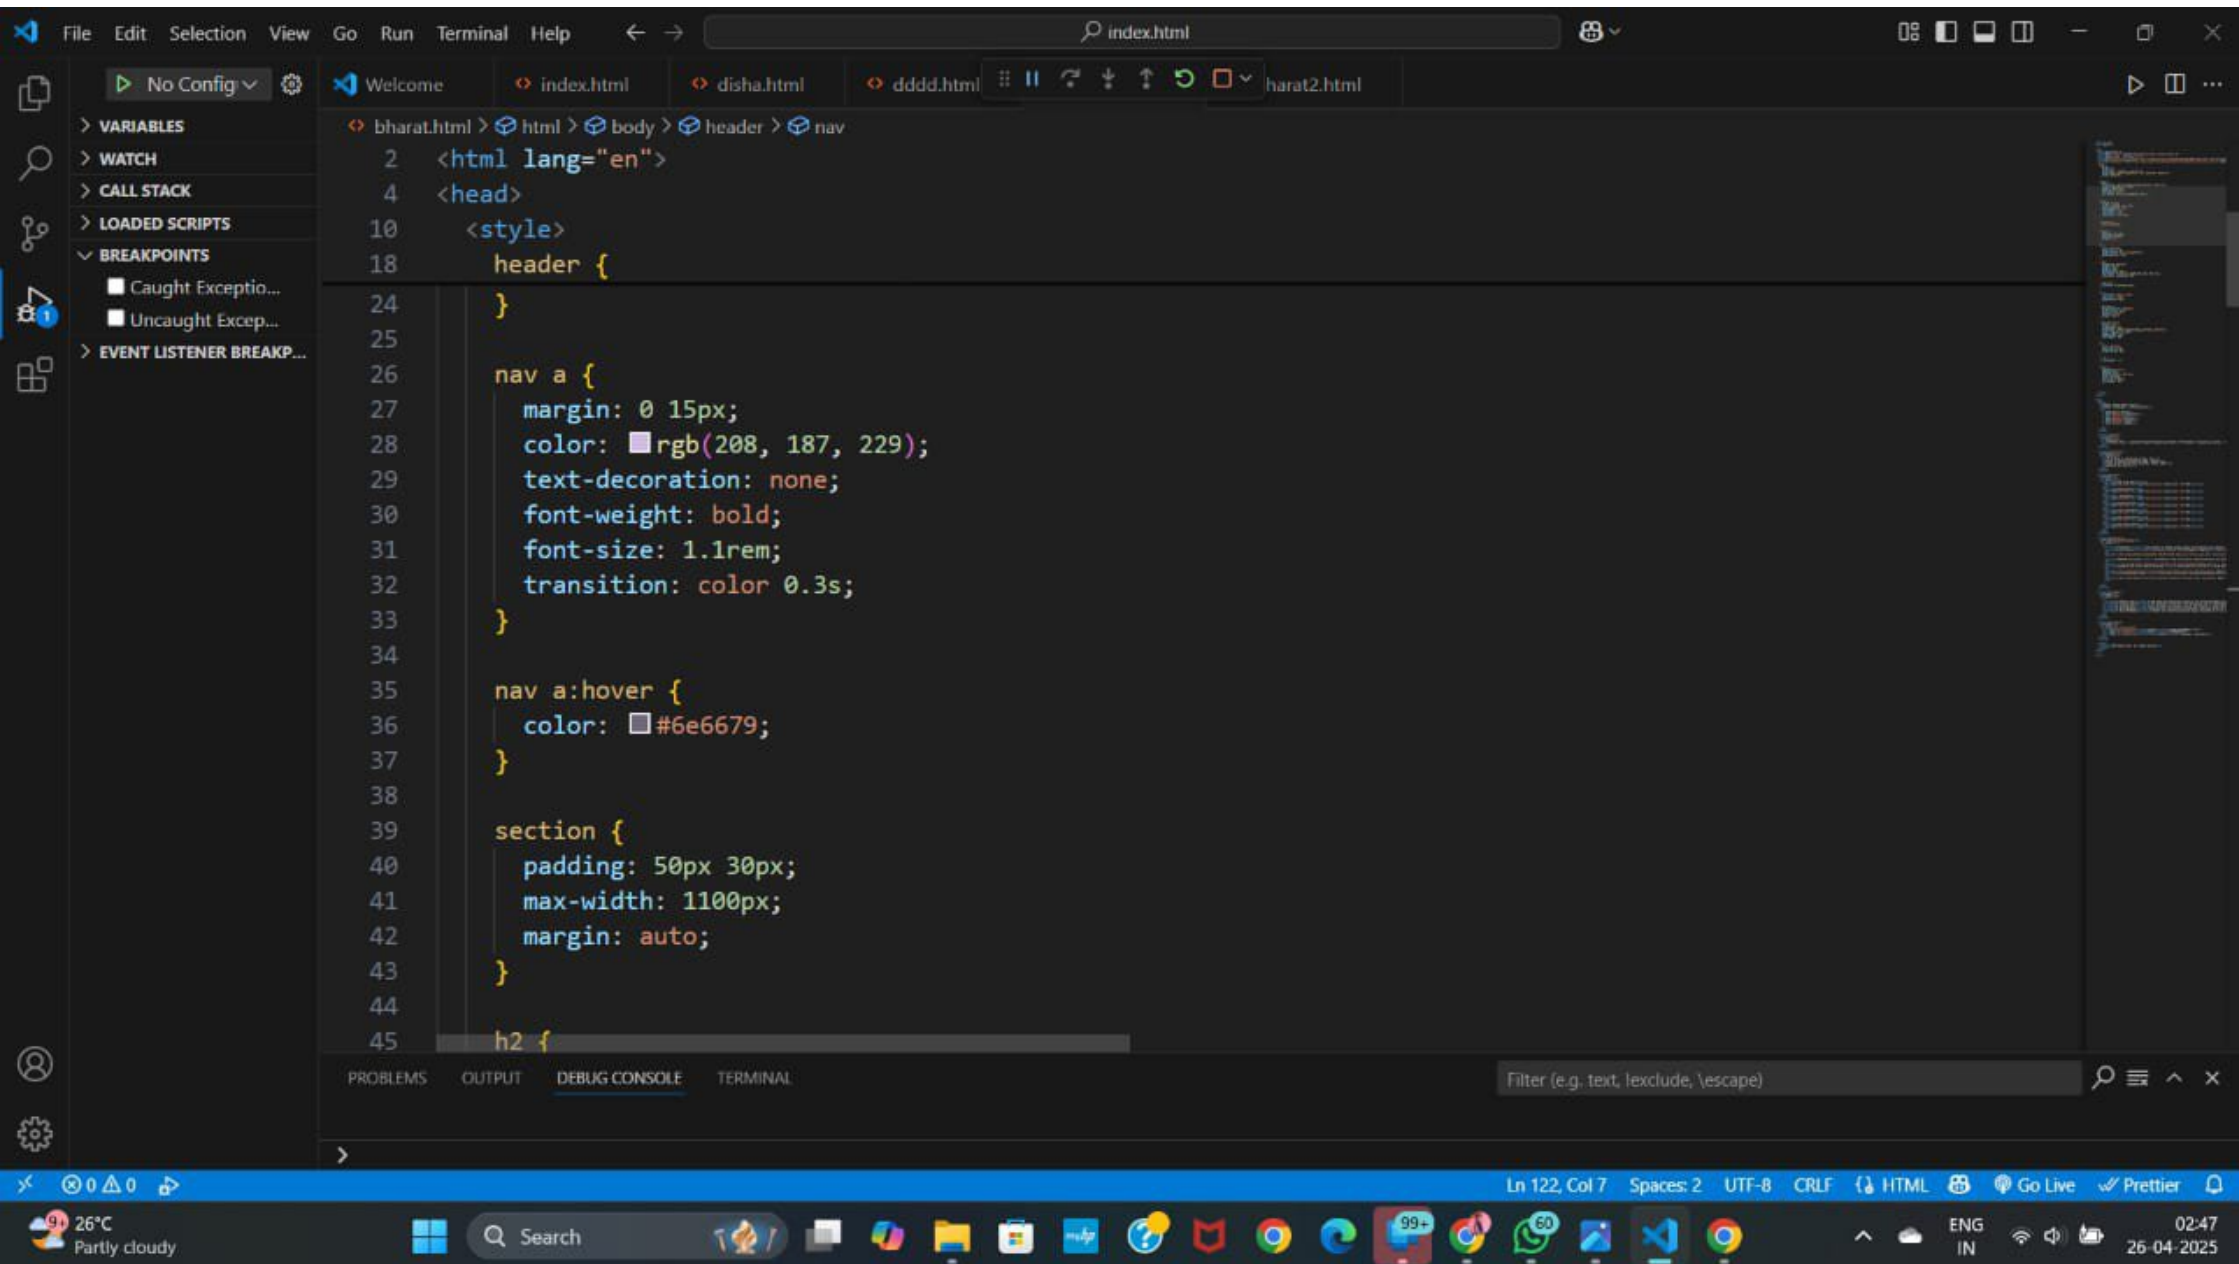 File Edit Selection View Go Run Terminal Help
index.html
No Config
Welcome
index.html
disha.html
dddd.html
harat2.html
VARIABLES
WATCH
CALL STACK
LOADED SCRIPTS
BREAKPOINTS
Caught Exceptio...
Uncaught Excep...
EVENT LISTENER BREAKP...
bharat.html > html > body > header > nav
2 <html lang="en">
4 <head>
10 <style>
18 header {
24 }
25
26 nav a {
27 margin: 0 15px;
28 color: rgb(208, 187, 229);
29 text-decoration: none;
30 font-weight: bold;
31 font-size: 1.1rem;
32 transition: color 0.3s;
33 }
34
35 nav a:hover {
36 color: #6e6679;
37 }
38
39 section {
40 padding: 50px 30px;
41 max-width: 1100px;
42 margin: auto;
43 }
44
45 h2 {
PROBLEMS OUTPUT DEBUG CONSOLE TERMINAL
Filter (e.g. text, !exclude, \escape)
0 0
Ln 122, Col 7 Spaces: 2 UTF-8 CRLF HTML Go Live Prettier
9+
26°C
Partly cloudy
Search
myhp
99+
60
ENG
IN
02:47
26-04-2025